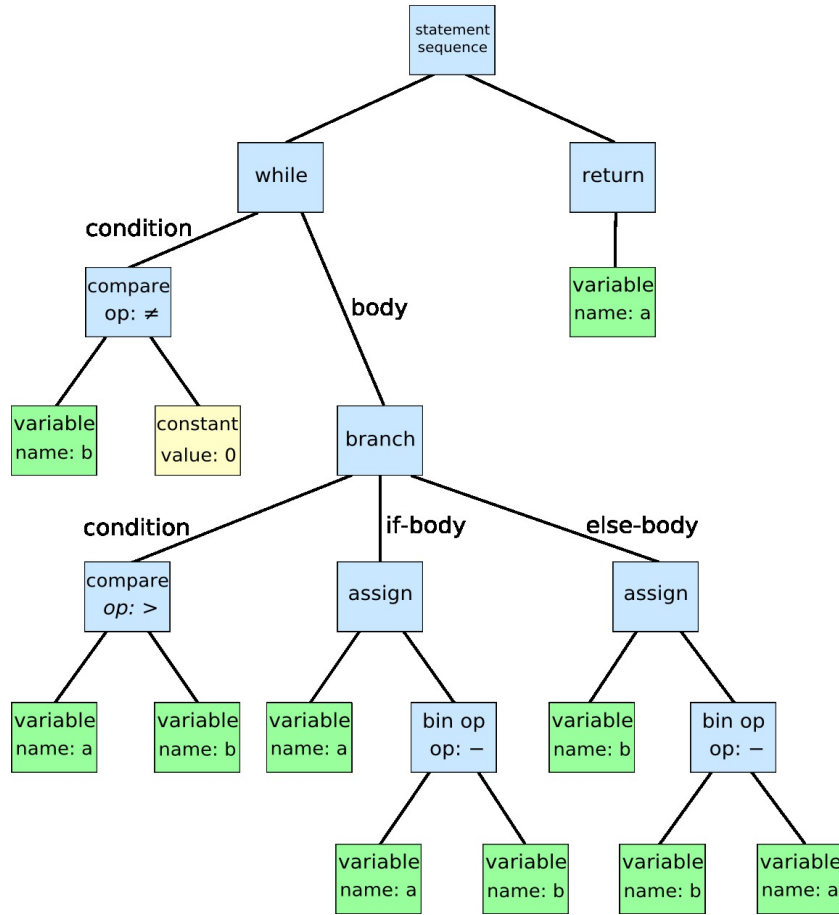 statement
sequence
while
return
condition
compare
op: ≠
body
variable
name: a
variable
name: b
constant
value: 0
branch
condition
if-body
else-body
compare
op: >
assign
assign
variable
name: a
variable
name: b
variable
name: a
bin op
op: −
variable
name: b
bin op
op: −
variable
name: a
variable
name: b
variable
name: b
variable
name: a